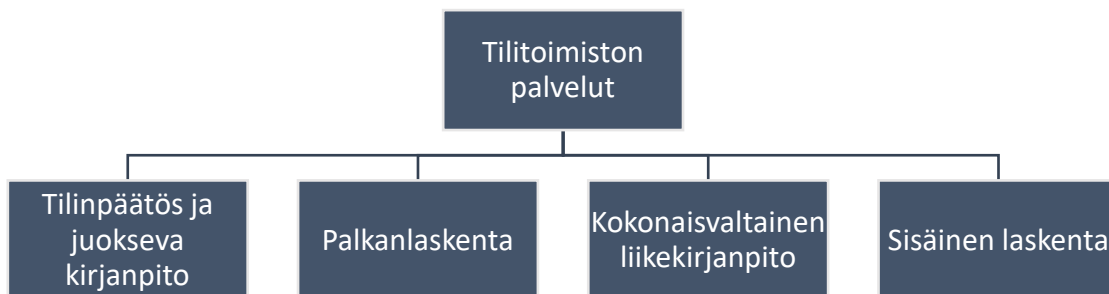 Tilitoimiston
palvelut
Tilinpäätös ja
juokseva
kirjanpito
Palkanlaskenta
Kokonaisvaltainen
liikekirjanpito
Sisäinen laskenta